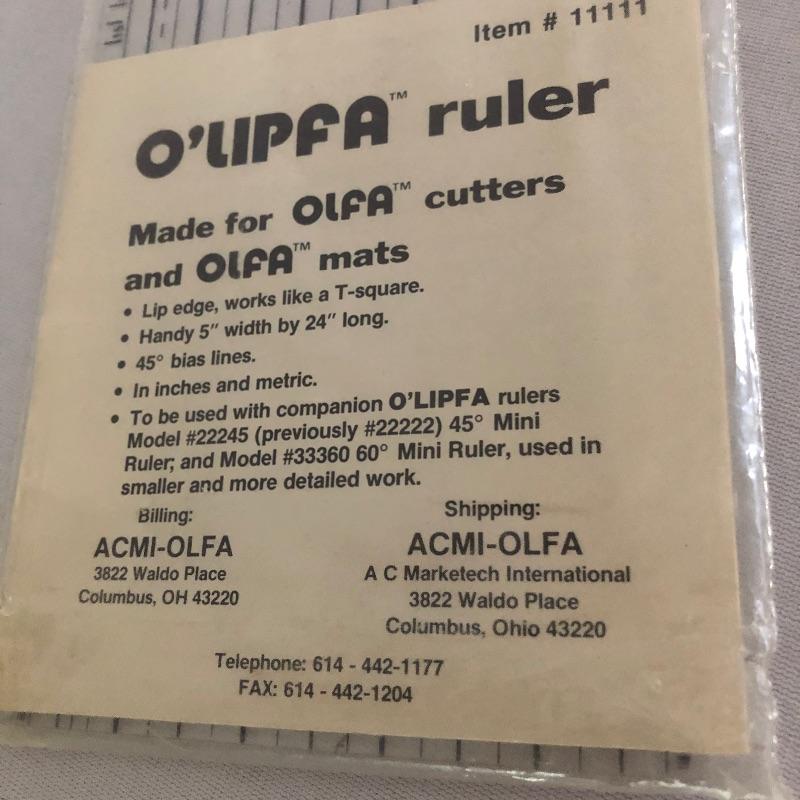 Item # 11111
O'LIPFA™ ruler
Made for OLFA™ cutters
and OLFA™ mats
• Lip edge, works like a T-square.
• Handy 5" width by 24" long.
• 45° bias lines.
• In inches and metric.
• To be used with companion O'LIPFA rulers
Model #22245 (previously #22222) 45° Mini
Ruler; and Model #33360 60° Mini Ruler, used in
smaller and more detailed work.
Billing:
ACMI-OLFA
3822 Waldo Place
Columbus, OH 43220
Shipping:
ACMI-OLFA
A C Marketech International
3822 Waldo Place
Columbus, Ohio 43220
Telephone: 614 - 442-1177
FAX: 614 - 442-1204